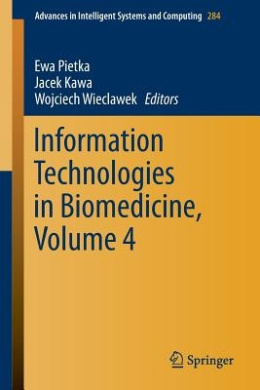 Advances in Intelligent Systems and Computing 284
Ewa Pietka
Jacek Kawa
Wojciech Wieclawek Editors
Information
Technologies
in Biomedicine,
Volume 4
Springer